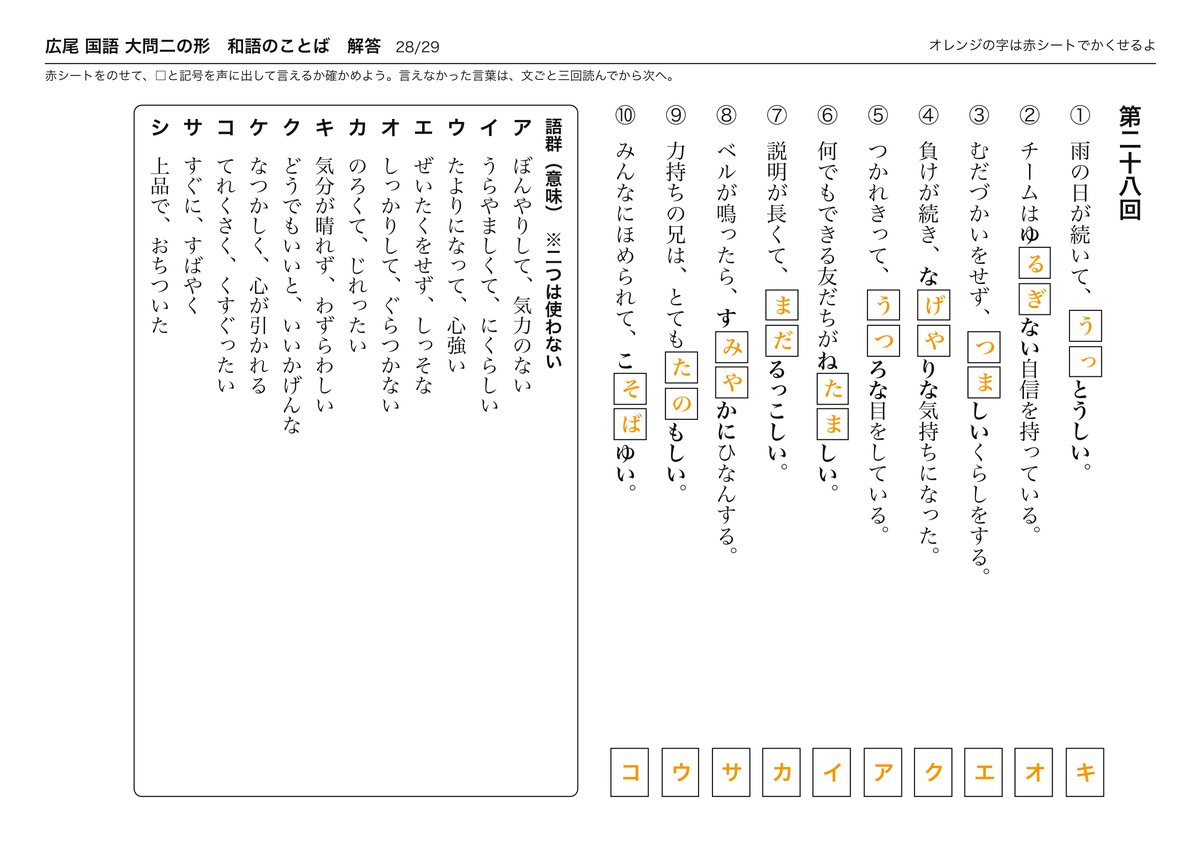 広尾 国語 大問二の形　和語のことば　解答　28/29
オレンジの字は赤シートでかくせるよ
赤シートをのせて、□と記号を声に出して言えるか確かめよう。言えなかった言葉は、文ごと三回読んでから次へ。
第二十八回
① 雨の日が続いて、うっとうしい。 キ
② チームはゆるぎない自信を持っている。 オ
③ むだづかいをせず、つましいくらしをする。 エ
④ 負けが続き、なげやりな気持ちになった。 ク
⑤ つかれきって、うつろな目をしている。 ア
⑥ 何でもできる友だちがねたましい。 イ
⑦ 説明が長くて、まだるっこしい。 カ
⑧ ベルが鳴ったら、すみやかにひなんする。 サ
⑨ 力持ちの兄は、とてもたのもしい。 ウ
⑩ みんなにほめられて、こそばゆい。 コ
語群（意味）　※二つは使わない
ア　ぼんやりして、気力のない
イ　うらやましくて、にくらしい
ウ　たよりになって、心強い
エ　ぜいたくをせず、しっそな
オ　しっかりして、ぐらつかない
カ　のろくて、じれったい
キ　気分が晴れず、わずらわしい
ク　どうでもいいと、いいかげんな
ケ　なつかしく、心が引かれる
コ　てれくさく、くすぐったい
サ　すぐに、すばやく
シ　上品で、おちついた